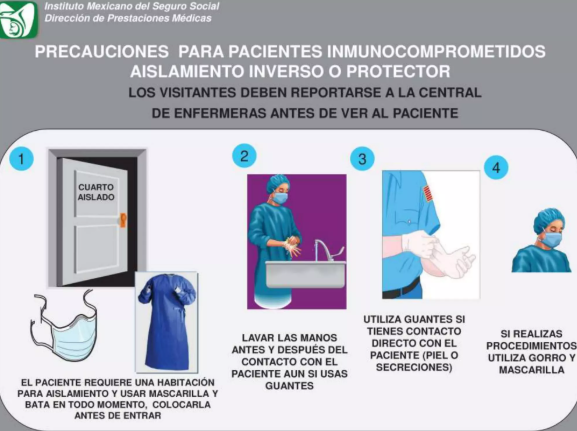 Instituto Mexicano del Seguro Social
Dirección de Prestaciones Médicas
PRECAUCIONES PARA PACIENTES INMUNOCOMPROMETIDOS
AISLAMIENTO INVERSO O PROTECTOR
LOS VISITANTES DEBEN REPORTARSE A LA CENTRAL
DE ENFERMERAS ANTES DE VER AL PACIENTE
1
CUARTO
AISLADO
EL PACIENTE REQUIERE UNA HABITACIÓN
PARA AISLAMIENTO Y USAR MASCARILLA Y
BATA EN TODO MOMENTO, COLOCARLA
ANTES DE ENTRAR
2
LAVAR LAS MANOS
ANTES Y DESPUÉS DEL
CONTACTO CON EL
PACIENTE AUN SI USAS
GUANTES
3
UTILIZA GUANTES SI
TIENES CONTACTO
DIRECTO CON EL
PACIENTE (PIEL O
SECRECIONES)
4
SI REALIZAS
PROCEDIMIENTOS
UTILIZA GORRO Y
MASCARILLA